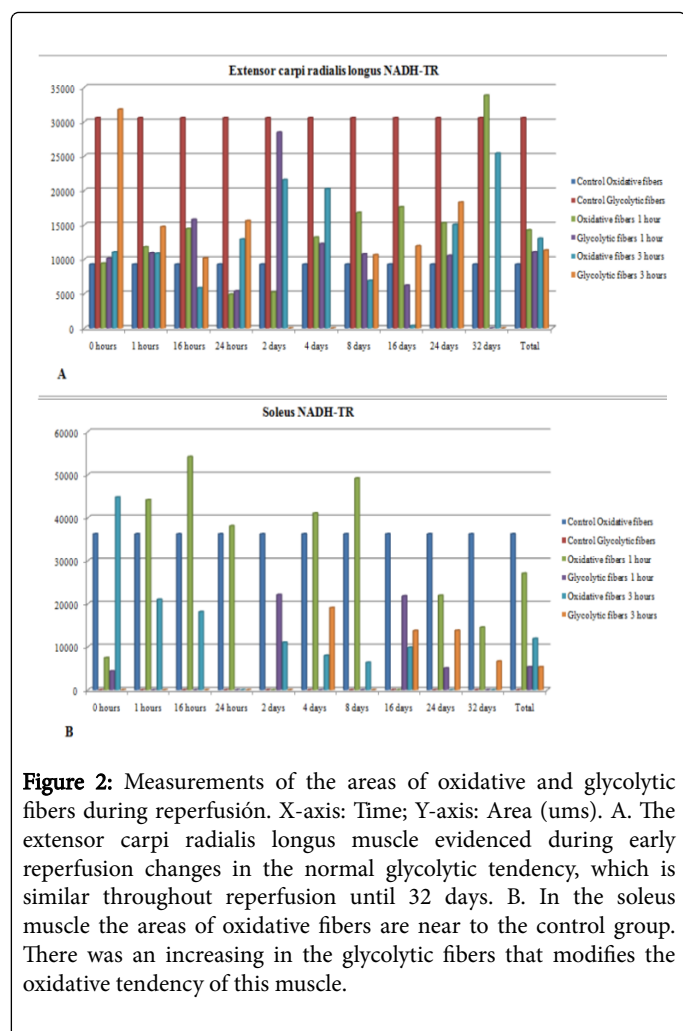 Extensor carpi radialis longus NADH-TR
35000
30000
25000
20000
15000
10000
5000
0
0 hours 1 hours 16 hours 24 hours 2 days 4 days 8 days 16 days 24 days 32 days Total
Control Oxidative fibers
Control Glycolytic fibers
Oxidative fibers 1 hour
Glycolytic fibers 1 hour
Oxidative fibers 3 hours
Glycolytic fibers 3 hours
A
Soleus NADH-TR
60000
50000
40000
30000
20000
10000
0
0 hours 1 hours 16 hours 24 hours 2 days 4 days 8 days 16 days 24 days 32 days Total
Control Oxidative fibers
Control Glycolytic fibers
Oxidative fibers 1 hour
Glycolytic fibers 1 hour
Oxidative fibers 3 hours
Glycolytic fibers 3 hours
B
Figure 2: Measurements of the areas of oxidative and glycolytic
fibers during reperfusión. X-axis: Time; Y-axis: Area (ums). A. The
extensor carpi radialis longus muscle evidenced during early
reperfusion changes in the normal glycolytic tendency, which is
similar throughout reperfusion until 32 days. B. In the soleus
muscle the areas of oxidative fibers are near to the control group.
There was an increasing in the glycolytic fibers that modifies the
oxidative tendency of this muscle.